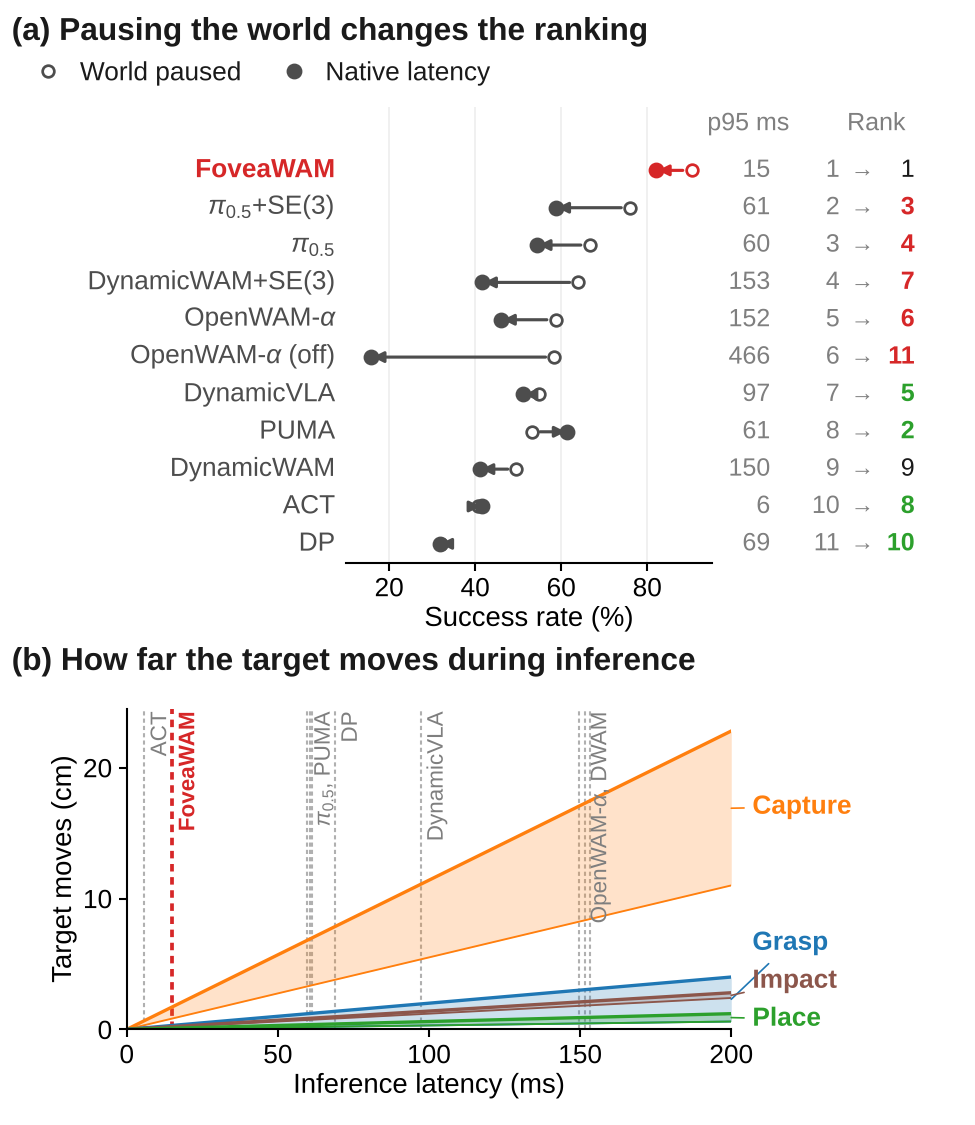 (a) Pausing the world changes the ranking
World paused
Native latency
p95 ms Rank
FoveaWAM 15 1 → 1
π0.5+SE(3) 61 2 → 3
π0.5 60 3 → 4
DynamicWAM+SE(3) 153 4 → 7
OpenWAM-α 152 5 → 6
OpenWAM-α (off) 466 6 → 11
DynamicVLA 97 7 → 5
PUMA 61 8 → 2
DynamicWAM 150 9 → 9
ACT 6 10 → 8
DP 69 11 → 10
20 40 60 80
Success rate (%)
(b) How far the target moves during inference
Target moves (cm)
20
10
0
ACT
FoveaWAM
π0.5, PUMA
DP
DynamicVLA
OpenWAM-α, DWAM
Capture
Grasp
Impact
Place
0 50 100 150 200
Inference latency (ms)